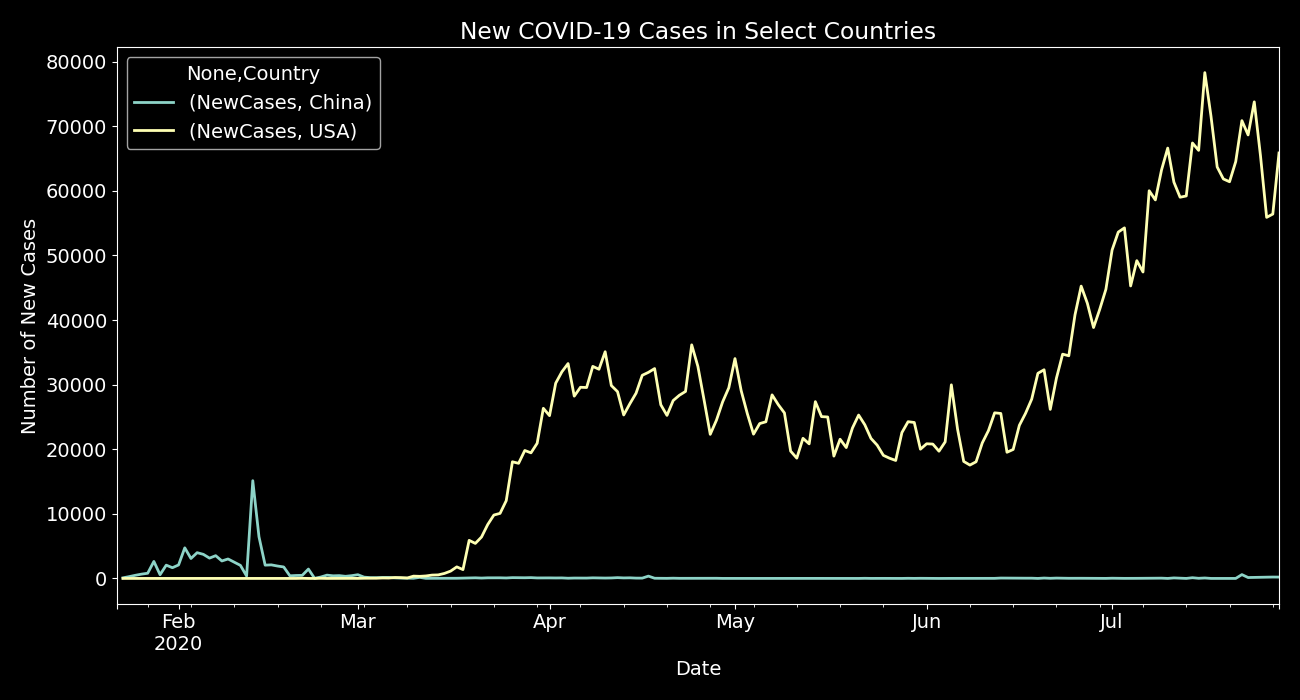 New COVID-19 Cases in Select Countries
None,Country
(NewCases, China)
(NewCases, USA)
Number of New Cases
80000
70000
60000
50000
40000
30000
20000
10000
0
Feb
2020
Mar
Apr
May
Jun
Jul
Date